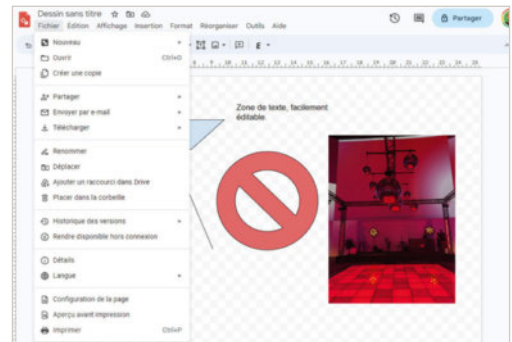 Dessin sans titre
Fichier Edition Affichage Insertion Format Réorganiser Outils Aide
Partager
Nouveau
Ouvrir Ctrl+O
Créer une copie
Partager
Envoyer par e-mail
Télécharger
Renommer
Déplacer
Ajouter un raccourci dans Drive
Placer dans la corbeille
Historique des versions
Rendre disponible hors connexion
Détails
Langue
Configuration de la page
Aperçu avant impression
Imprimer Ctrl+P
Zone de texte, facilement
éditable.